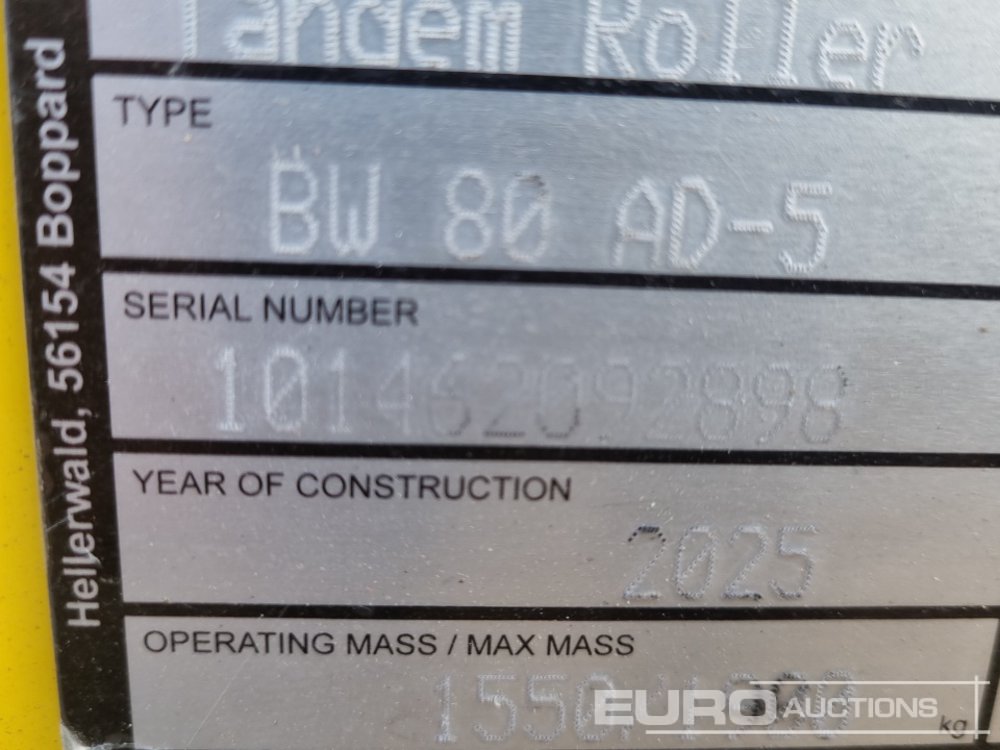 Tandem Roller
TYPE
BW 80 AD-5
SERIAL NUMBER
101462092898
YEAR OF CONSTRUCTION
2025
OPERATING MASS / MAX MASS
kg
Hellerwald, 56154 Boppard
EURO AUCTIONS